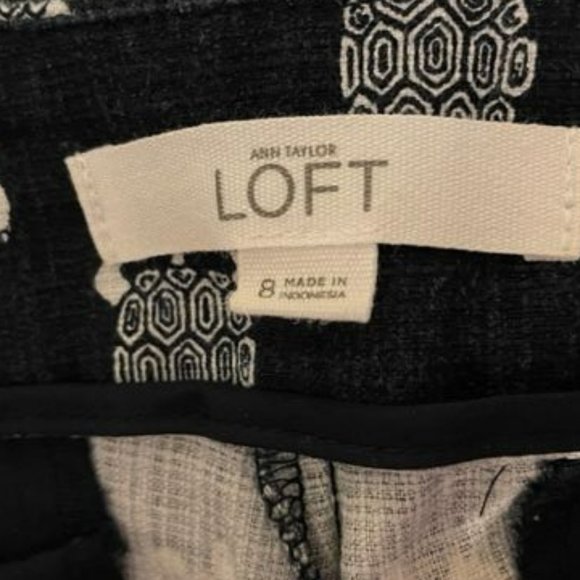 ANN TAYLOR
LOFT
8 MADE IN
INDONESIA